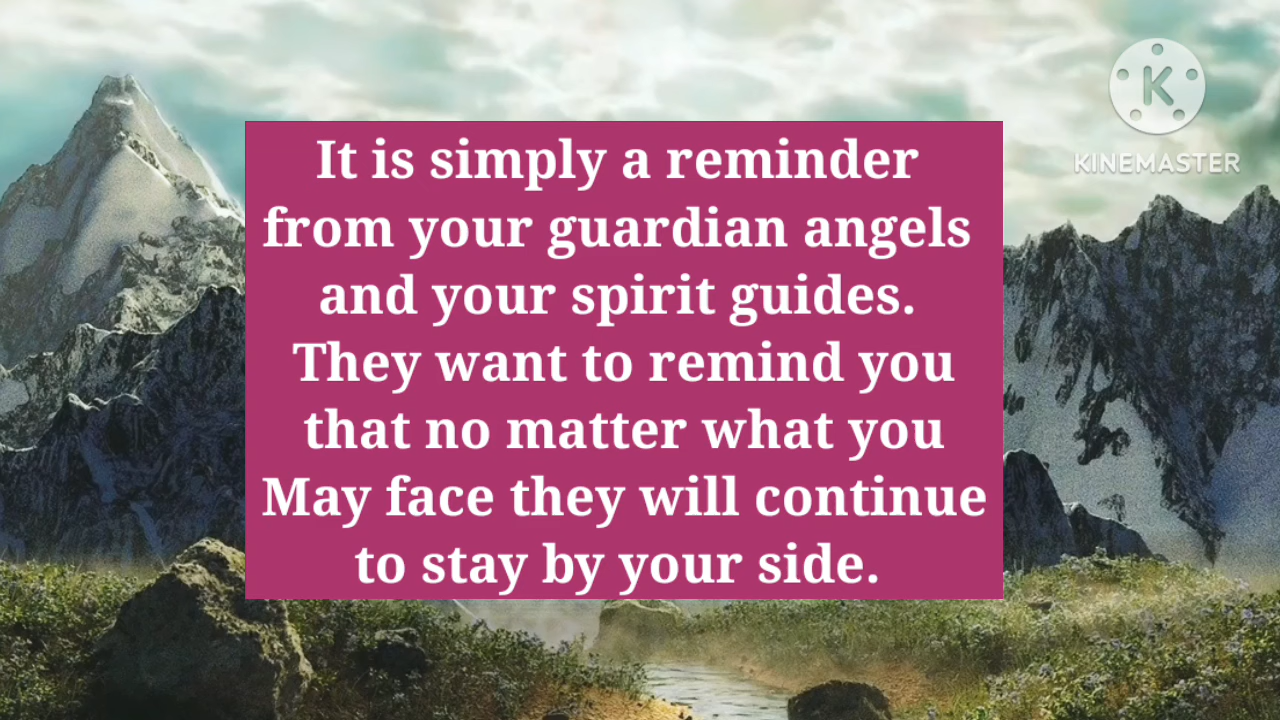 It is simply a reminder
from your guardian angels
and your spirit guides.
They want to remind you
that no matter what you
May face they will continue
to stay by your side.
K
KINEMASTER